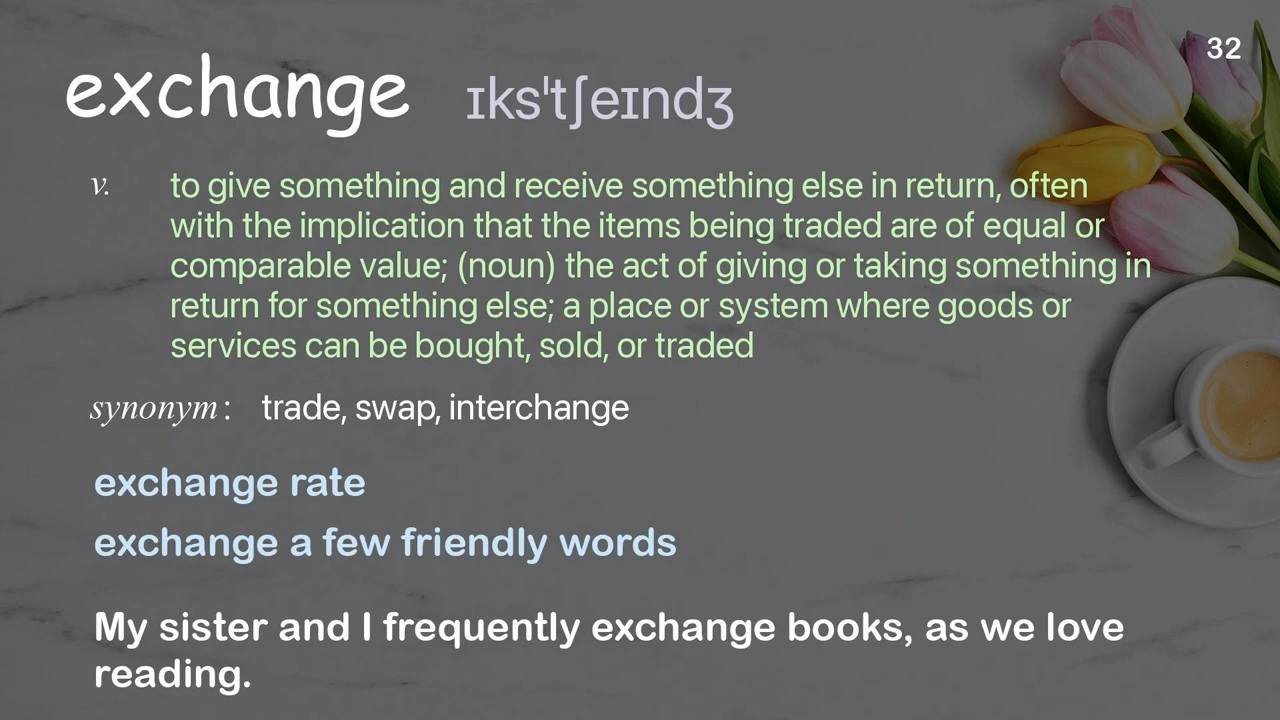 32
exchange ɪksˈtʃeɪndʒ
v. to give something and receive something else in return, often
with the implication that the items being traded are of equal or
comparable value; (noun) the act of giving or taking something in
return for something else; a place or system where goods or
services can be bought, sold, or traded
synonym: trade, swap, interchange
exchange rate
exchange a few friendly words
My sister and I frequently exchange books, as we love
reading.